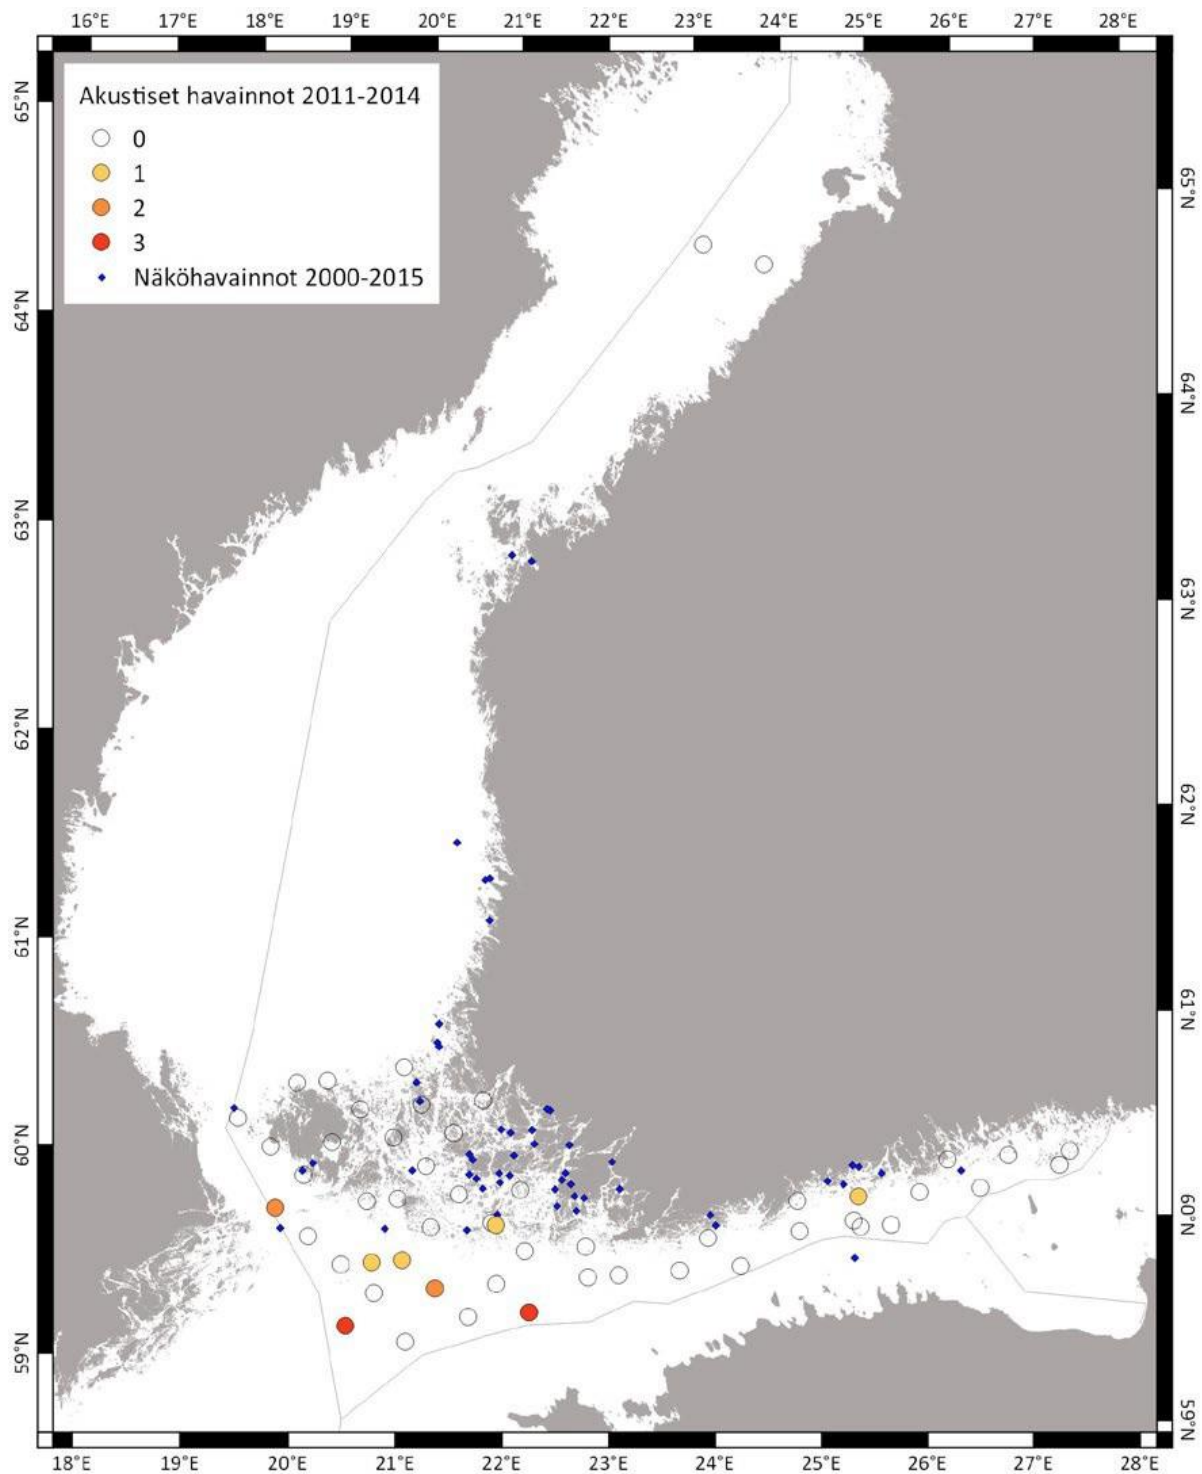 16°E 17°E 18°E 19°E 20°E 21°E 22°E 23°E 24°E 25°E 26°E 27°E 28°E
Akustiset havainnot 2011-2014
0
1
2
3
Näköhavainnot 2000-2015
65°N
64°N
63°N
62°N
61°N
60°N
59°N
65°N
64°N
63°N
62°N
61°N
60°N
59°N
18°E 19°E 20°E 21°E 22°E 23°E 24°E 25°E 26°E 27°E 28°E